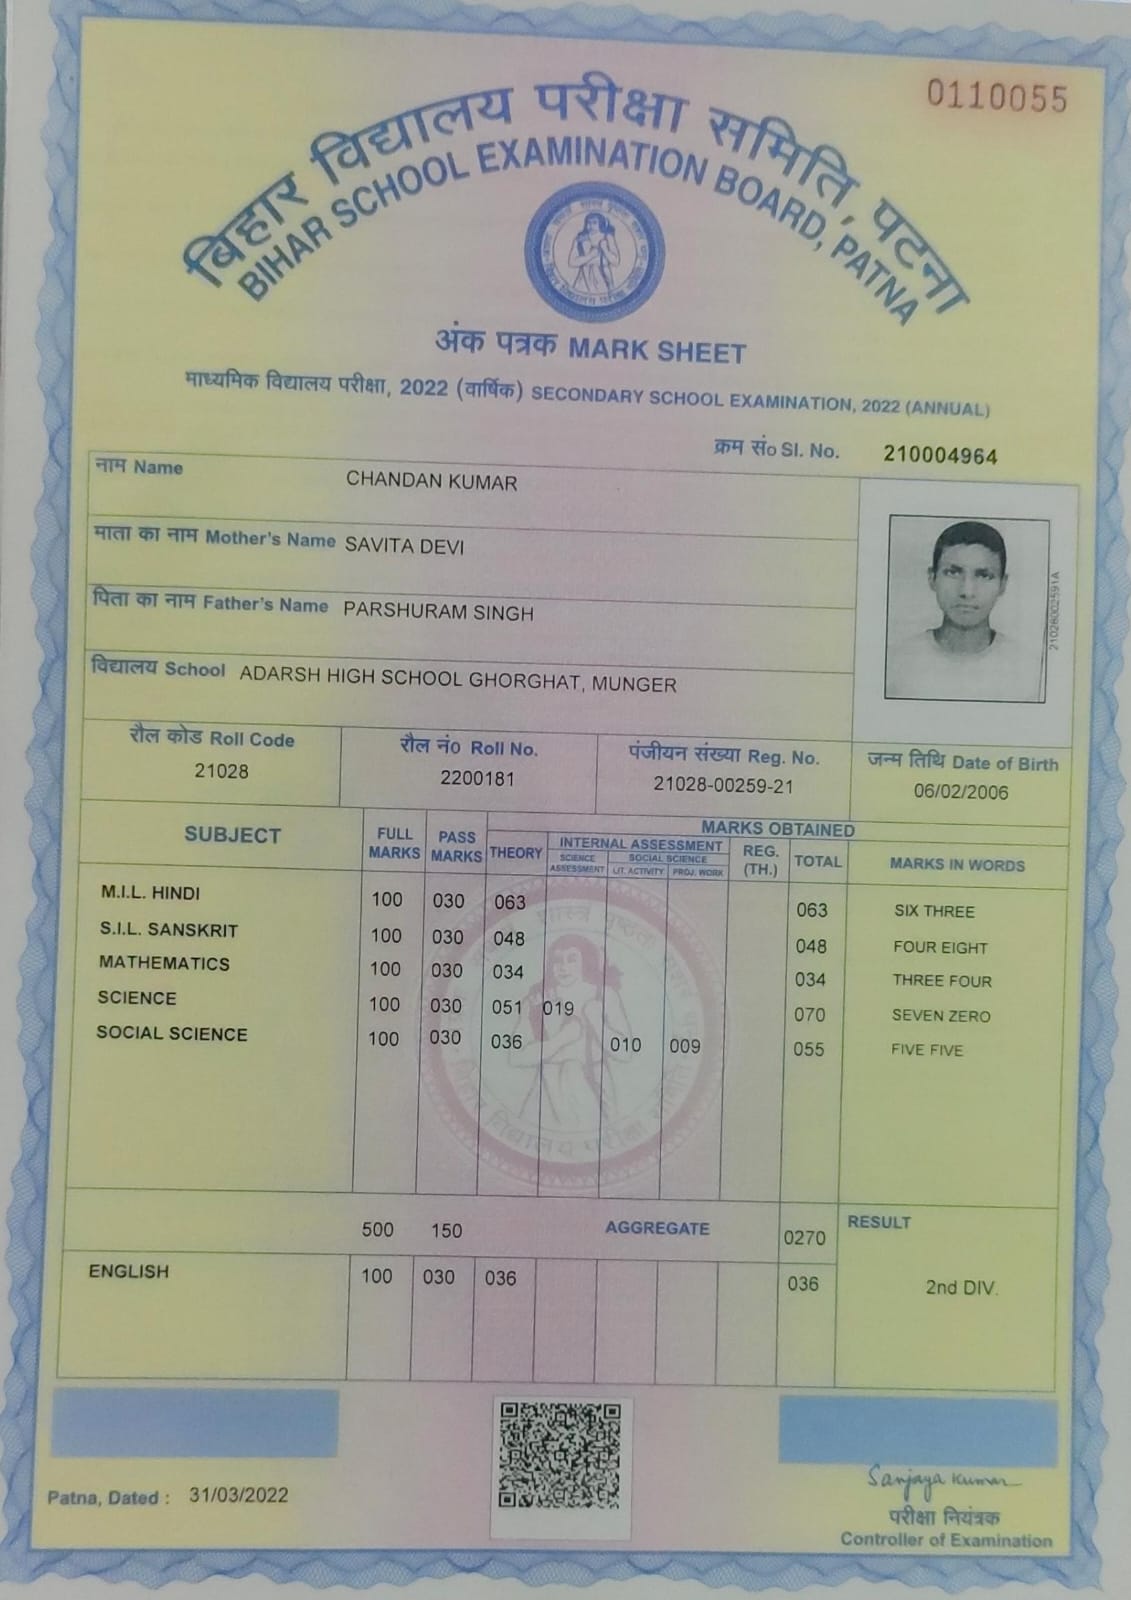 0110055
बिहार विद्यालय परीक्षा समिति, पटना
BIHAR SCHOOL EXAMINATION BOARD, PATNA
अंक पत्रक MARK SHEET
माध्यमिक विद्यालय परीक्षा, 2022 (वार्षिक) SECONDARY SCHOOL EXAMINATION, 2022 (ANNUAL)
क्रम सं० Sl. No. 210004964
नाम Name CHANDAN KUMAR
माता का नाम Mother's Name SAVITA DEVI
पिता का नाम Father's Name PARSHURAM SINGH
विद्यालय School ADARSH HIGH SCHOOL GHORGHAT, MUNGER
21028002591A
रौल कोड Roll Code रौल नं० Roll No. पंजीयन संख्या Reg. No. जन्म तिथि Date of Birth
21028 2200181 21028-00259-21 06/02/2006
SUBJECT FULL MARKS PASS MARKS MARKS OBTAINED
THEORY INTERNAL ASSESSMENT REG. (TH.) TOTAL MARKS IN WORDS
SCIENCE ASSESSMENT SOCIAL SCIENCE
LIT. ACTIVITY PROJ. WORK
M.I.L. HINDI 100 030 063 063 SIX THREE
S.I.L. SANSKRIT 100 030 048 048 FOUR EIGHT
MATHEMATICS 100 030 034 034 THREE FOUR
SCIENCE 100 030 051 019 070 SEVEN ZERO
SOCIAL SCIENCE 100 030 036 010 009 055 FIVE FIVE
500 150 AGGREGATE 0270 RESULT
ENGLISH 100 030 036 036 2nd DIV.
Patna, Dated : 31/03/2022
Sanjaya Kumar
परीक्षा नियंत्रक
Controller of Examination